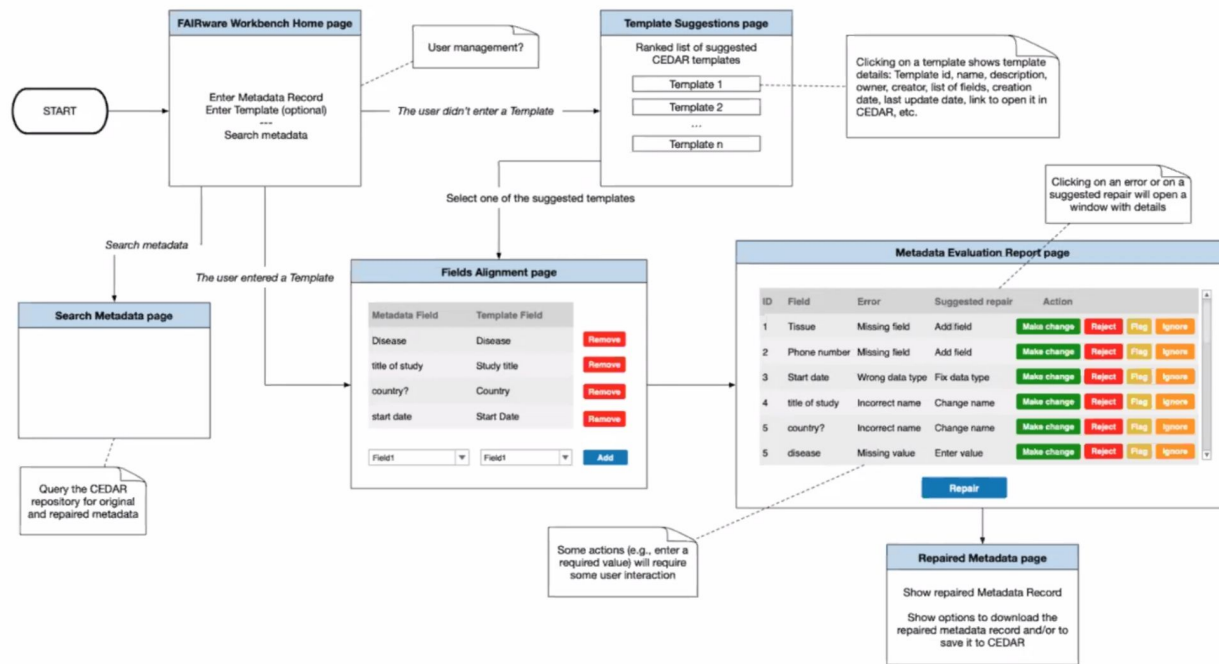 FAIRware Workbench Home page
Enter Metadata Record
Enter Template (optional)
---
Search metadata
START
User management?
The user didn't enter a Template
Template Suggestions page
Ranked list of suggested
CEDAR templates
Template 1
Template 2
...
Template n
Clicking on a template shows template
details: Template id, name, description,
owner, creator, list of fields, creation
date, last update date, link to open it in
CEDAR, etc.
Select one of the suggested templates
Clicking on an error or on a
suggested repair will open a
window with details
Search metadata
The user entered a Template
Search Metadata page
Query the CEDAR
repository for original
and repaired metadata
Fields Alignment page
Metadata Field Template Field
Disease Disease Remove
title of study Study title Remove
country? Country Remove
start date Start Date Remove
Field1 Field1 Add
Metadata Evaluation Report page
ID Field Error Suggested repair Action
1 Tissue Missing field Add field Make change Reject Flag Ignore
2 Phone number Missing field Add field Make change Reject Flag Ignore
3 Start date Wrong data type Fix data type Make change Reject Flag Ignore
4 title of study Incorrect name Change name Make change Reject Flag Ignore
5 country? Incorrect name Change name Make change Reject Flag Ignore
5 disease Missing value Enter value Make change Reject Flag Ignore
Repair
Some actions (e.g., enter a
required value) will require
some user interaction
Repaired Metadata page
Show repaired Metadata Record
Show options to download the
repaired metadata record and/or to
save it to CEDAR